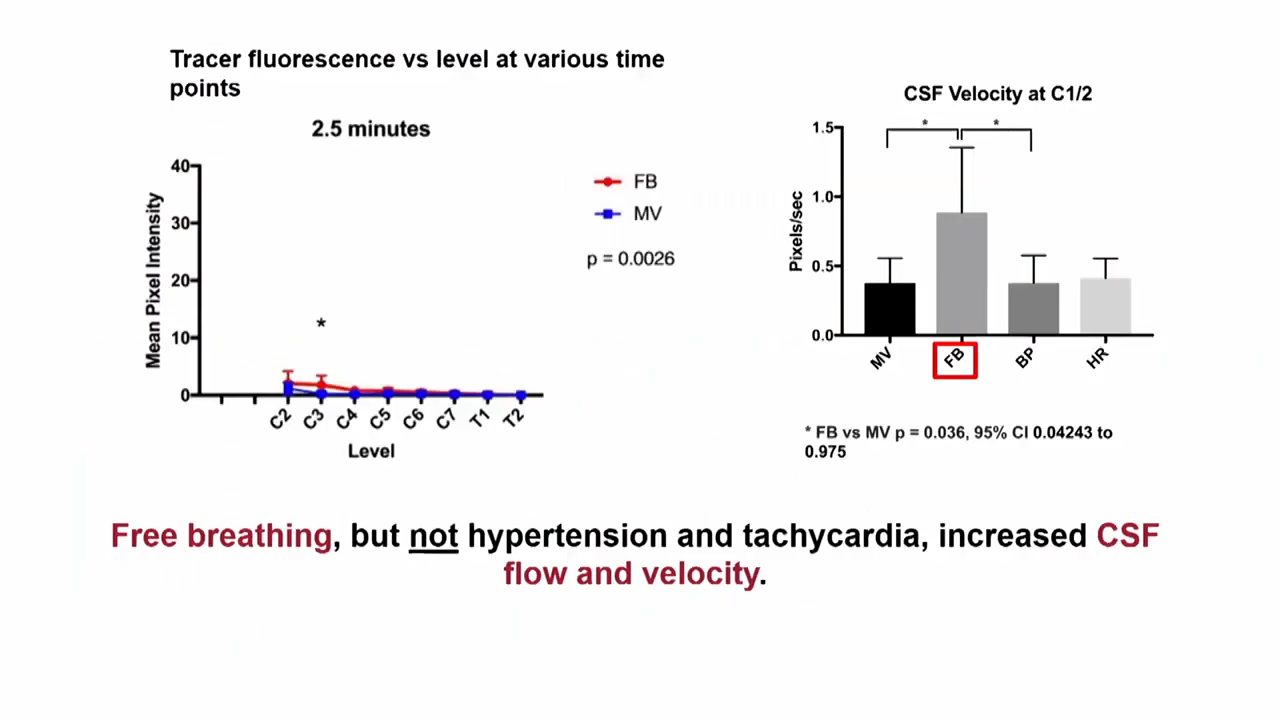 Tracer fluorescence vs level at various time
points
2.5 minutes
40
30
20
10
0
Mean Pixel Intensity
*
C2
C3
C4
C5
C6
C7
T1
T2
Level
FB
MV
p = 0.0026
CSF Velocity at C1/2
1.5
1.0
0.5
0.0
Pixels/sec
*
*
MV
FB
BP
HR
* FB vs MV p = 0.036, 95% CI 0.04243 to
0.975
Free breathing, but not hypertension and tachycardia, increased CSF
flow and velocity.